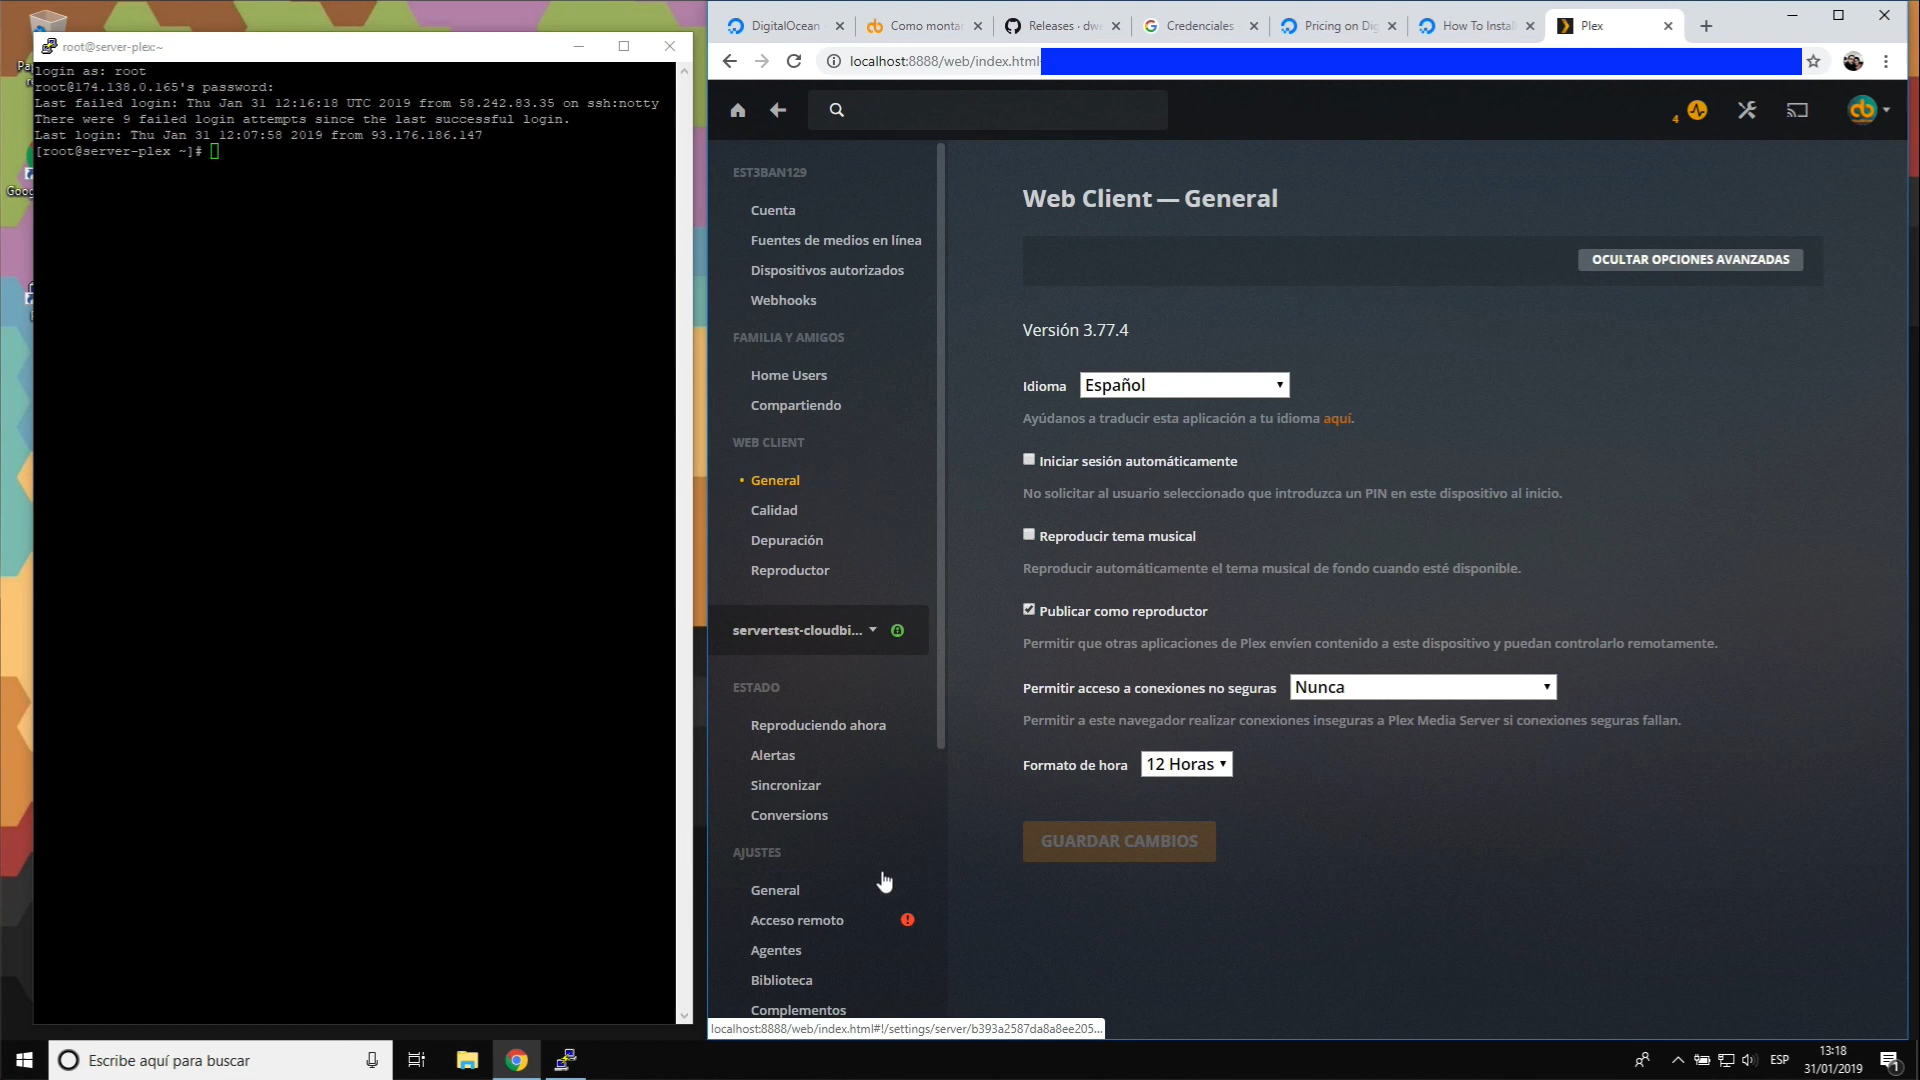 root@server-plex:~
login as: root
root@174.138.0.165's password:
Last failed login: Thu Jan 31 12:16:18 UTC 2019 from 58.242.83.35 on ssh:notty
There were 9 failed login attempts since the last successful login.
Last login: Thu Jan 31 12:07:58 2019 from 93.176.186.147
[root@server-plex ~]#
DigitalOcean
Como montar
Releases · dwe
Credenciales
Pricing on Dig
How To Install
Plex
localhost:8888/web/index.html
4
EST3BAN129
Cuenta
Fuentes de medios en línea
Dispositivos autorizados
Webhooks
FAMILIA Y AMIGOS
Home Users
Compartiendo
WEB CLIENT
• General
Calidad
Depuración
Reproductor
servertest-cloudbi...
ESTADO
Reproduciendo ahora
Alertas
Sincronizar
Conversions
AJUSTES
General
Acceso remoto
Agentes
Biblioteca
Complementos
Web Client — General
OCULTAR OPCIONES AVANZADAS
Versión 3.77.4
Idioma Español
Ayúdanos a traducir esta aplicación a tu idioma aquí.
Iniciar sesión automáticamente
No solicitar al usuario seleccionado que introduzca un PIN en este dispositivo al inicio.
Reproducir tema musical
Reproducir automáticamente el tema musical de fondo cuando esté disponible.
Publicar como reproductor
Permitir que otras aplicaciones de Plex envíen contenido a este dispositivo y puedan controlarlo remotamente.
Permitir acceso a conexiones no seguras Nunca
Permitir a este navegador realizar conexiones inseguras a Plex Media Server si conexiones seguras fallan.
Formato de hora 12 Horas
GUARDAR CAMBIOS
localhost:8888/web/index.html#!/settings/server/b393a2587da8a8ee205...
Escribe aquí para buscar
ESP
13:18
31/01/2019
1